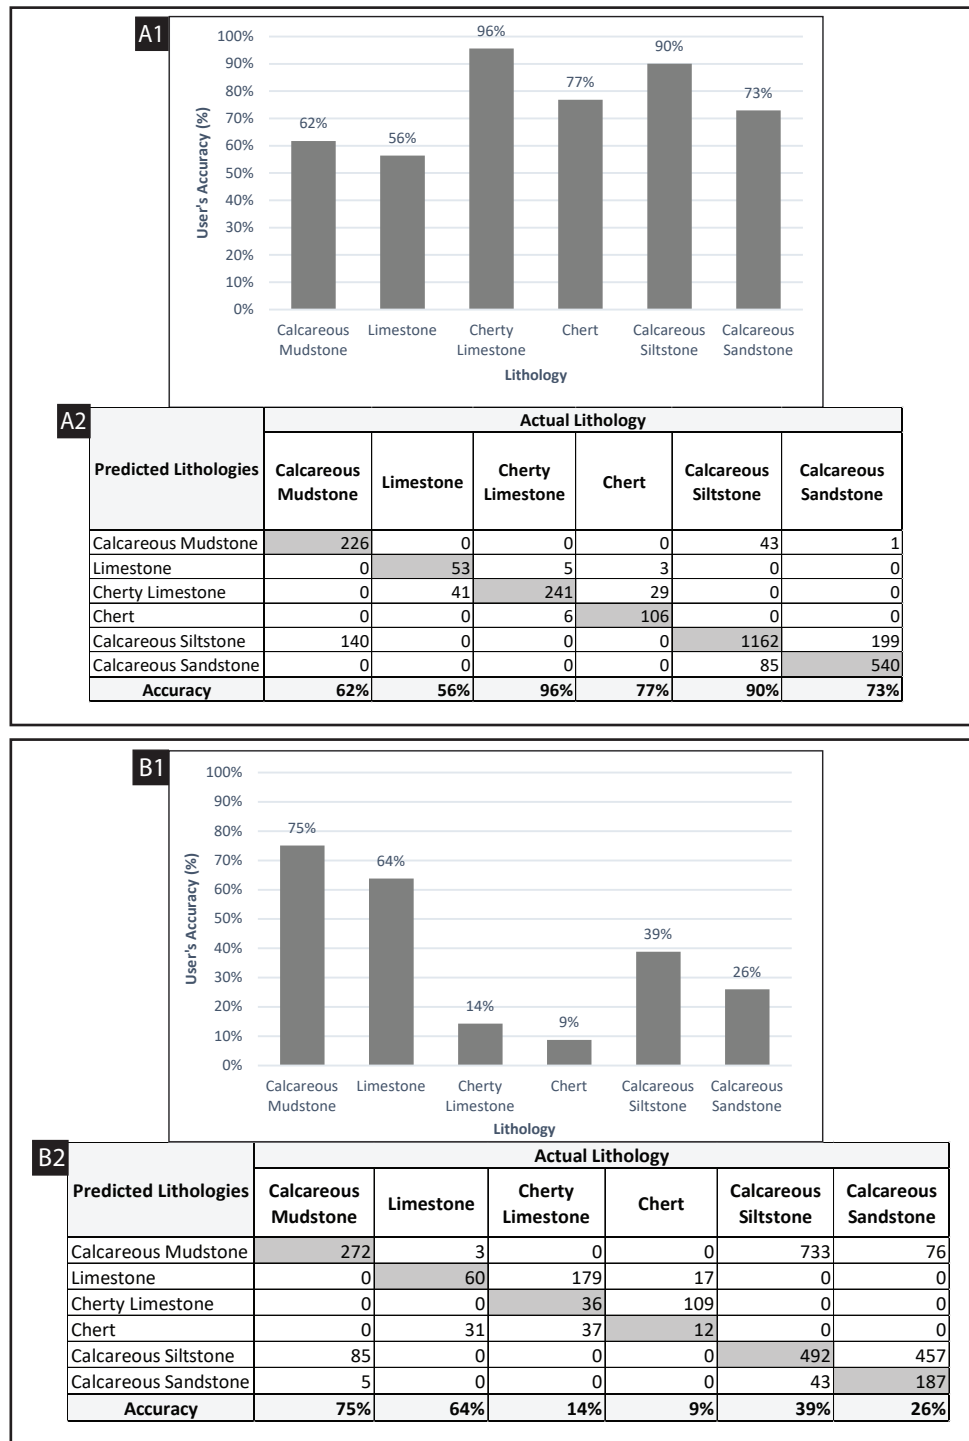 A1
100%
90%
80%
70%
60%
50%
40%
30%
20%
10%
0%
User's Accuracy (%)
62%
56%
96%
77%
90%
73%
Calcareous Mudstone
Limestone
Cherty Limestone
Chert
Calcareous Siltstone
Calcareous Sandstone
Lithology
A2
Predicted Lithologies
Actual Lithology
Calcareous Mudstone Limestone Cherty Limestone Chert Calcareous Siltstone Calcareous Sandstone
Calcareous Mudstone 226 0 0 0 43 1
Limestone 0 53 5 3 0 0
Cherty Limestone 0 41 241 29 0 0
Chert 0 0 6 106 0 0
Calcareous Siltstone 140 0 0 0 1162 199
Calcareous Sandstone 0 0 0 0 85 540
Accuracy 62% 56% 96% 77% 90% 73%
B1
100%
90%
80%
70%
60%
50%
40%
30%
20%
10%
0%
User's Accuracy (%)
75%
64%
14%
9%
39%
26%
Calcareous Mudstone
Limestone
Cherty Limestone
Chert
Calcareous Siltstone
Calcareous Sandstone
Lithology
B2
Predicted Lithologies
Actual Lithology
Calcareous Mudstone Limestone Cherty Limestone Chert Calcareous Siltstone Calcareous Sandstone
Calcareous Mudstone 272 3 0 0 733 76
Limestone 0 60 179 17 0 0
Cherty Limestone 0 0 36 109 0 0
Chert 0 31 37 12 0 0
Calcareous Siltstone 85 0 0 0 492 457
Calcareous Sandstone 5 0 0 0 43 187
Accuracy 75% 64% 14% 9% 39% 26%